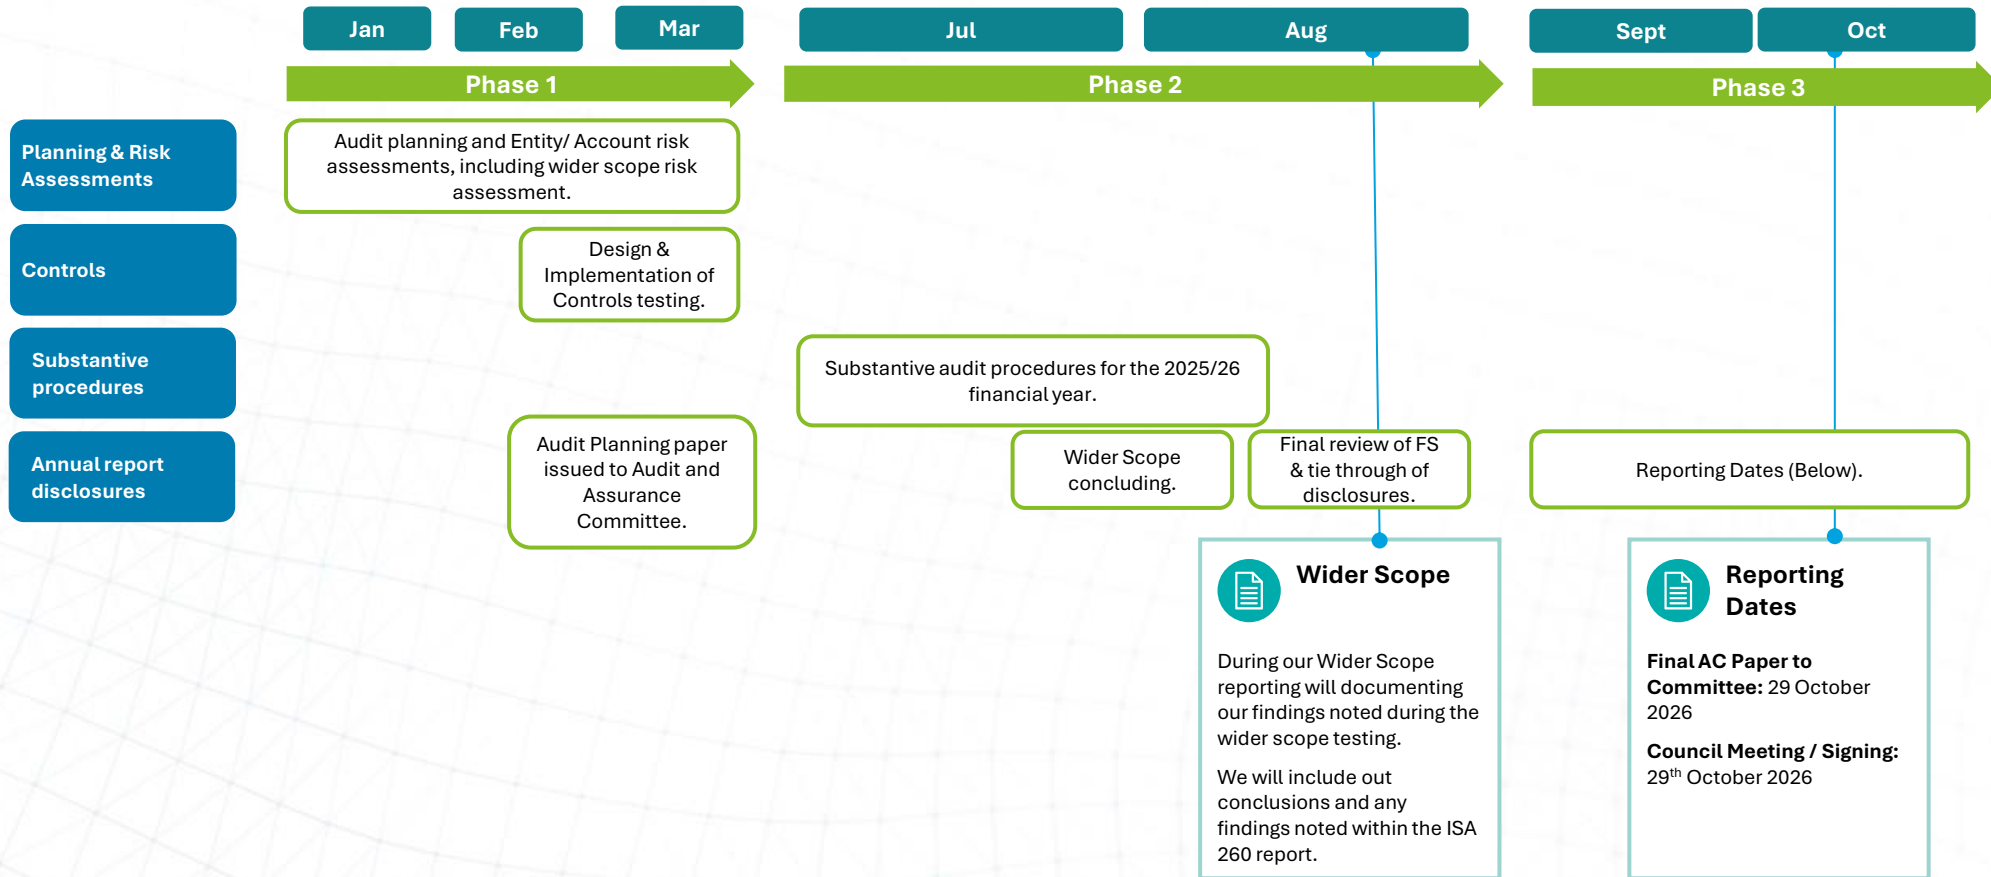 Jan
Feb
Mar
Jul
Aug
Sept
Oct
Phase 1
Phase 2
Phase 3
Planning & Risk
Assessments
Audit planning and Entity/ Account risk
assessments, including wider scope risk
assessment.
Controls
Design &
Implementation of
Controls testing.
Substantive
procedures
Substantive audit procedures for the 2025/26
financial year.
Annual report
disclosures
Audit Planning paper
issued to Audit and
Assurance
Committee.
Wider Scope
concluding.
Final review of FS
& tie through of
disclosures.
Reporting Dates (Below).
Wider Scope
During our Wider Scope
reporting will documenting
our findings noted during the
wider scope testing.
We will include out
conclusions and any
findings noted within the ISA
260 report.
Reporting
Dates
Final AC Paper to
Committee: 29 October
2026
Council Meeting / Signing:
29th October 2026